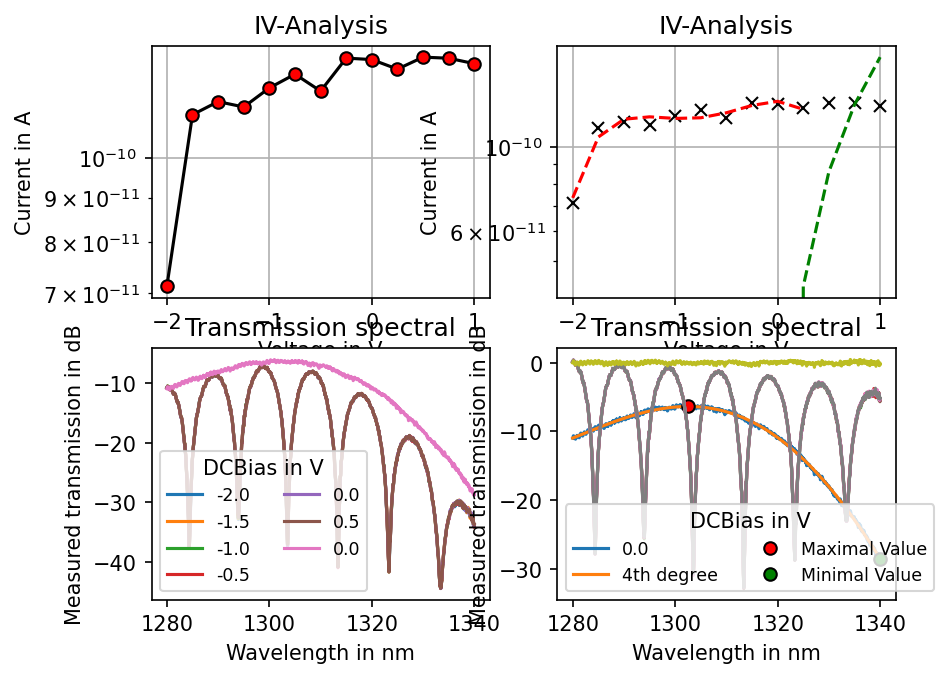 IV-Analysis
Current in A
10⁻¹⁰
9 × 10⁻¹¹
8 × 10⁻¹¹
7 × 10⁻¹¹
−2 −1 0 1
Voltage in V
IV-Analysis
Current in A
10⁻¹⁰
6 × 10⁻¹¹
−2 −1 0 1
Voltage in V
Transmission spectral
Measured transmission in dB
−10
−20
−30
−40
DCBias in V
-2.0 0.0
-1.5 0.5
-1.0 0.0
-0.5
1280 1300 1320 1340
Wavelength in nm
Transmission spectral
Measured transmission in dB
0
−10
−20
−30
DCBias in V
0.0 Maximal Value
4th degree Minimal Value
1280 1300 1320 1340
Wavelength in nm